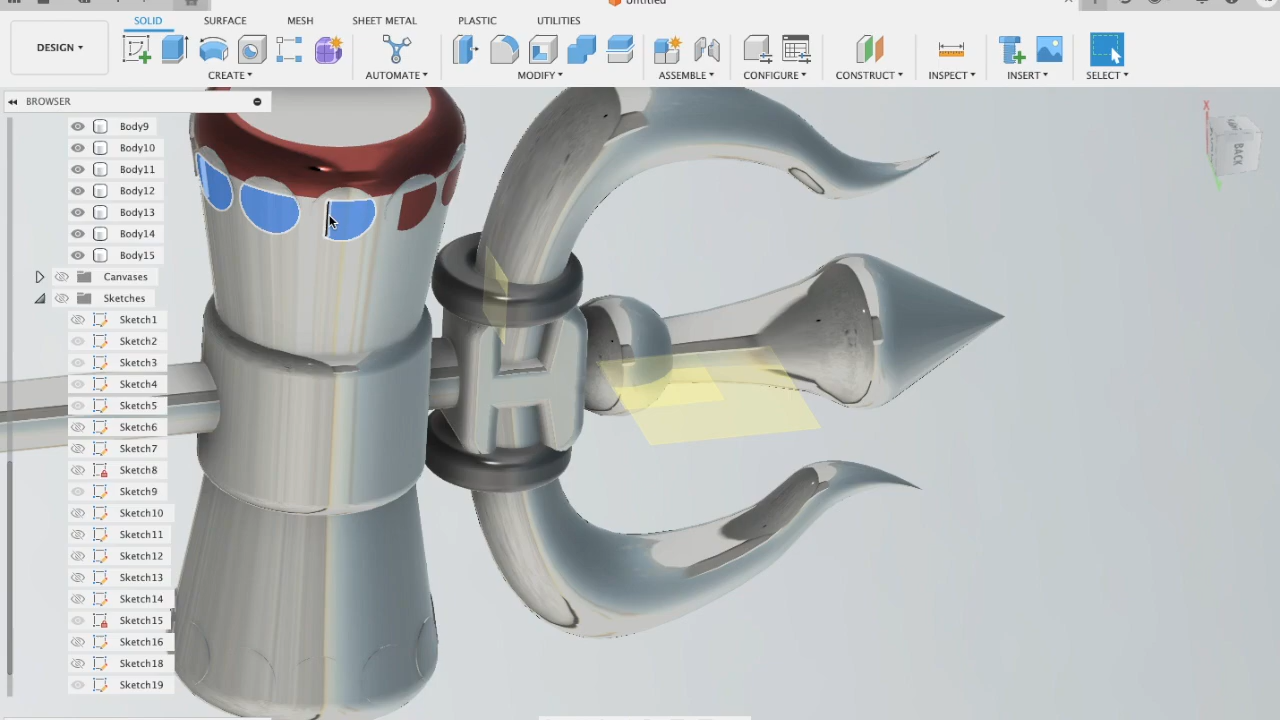 Untitled
SOLID SURFACE MESH SHEET METAL PLASTIC UTILITIES
DESIGN
CREATE AUTOMATE MODIFY ASSEMBLE CONFIGURE CONSTRUCT INSPECT INSERT SELECT
BROWSER
Body9
Body10
Body11
Body12
Body13
Body14
Body15
Canvases
Sketches
Sketch1
Sketch2
Sketch3
Sketch4
Sketch5
Sketch6
Sketch7
Sketch8
Sketch9
Sketch10
Sketch11
Sketch12
Sketch13
Sketch14
Sketch15
Sketch16
Sketch18
Sketch19
X
BACK